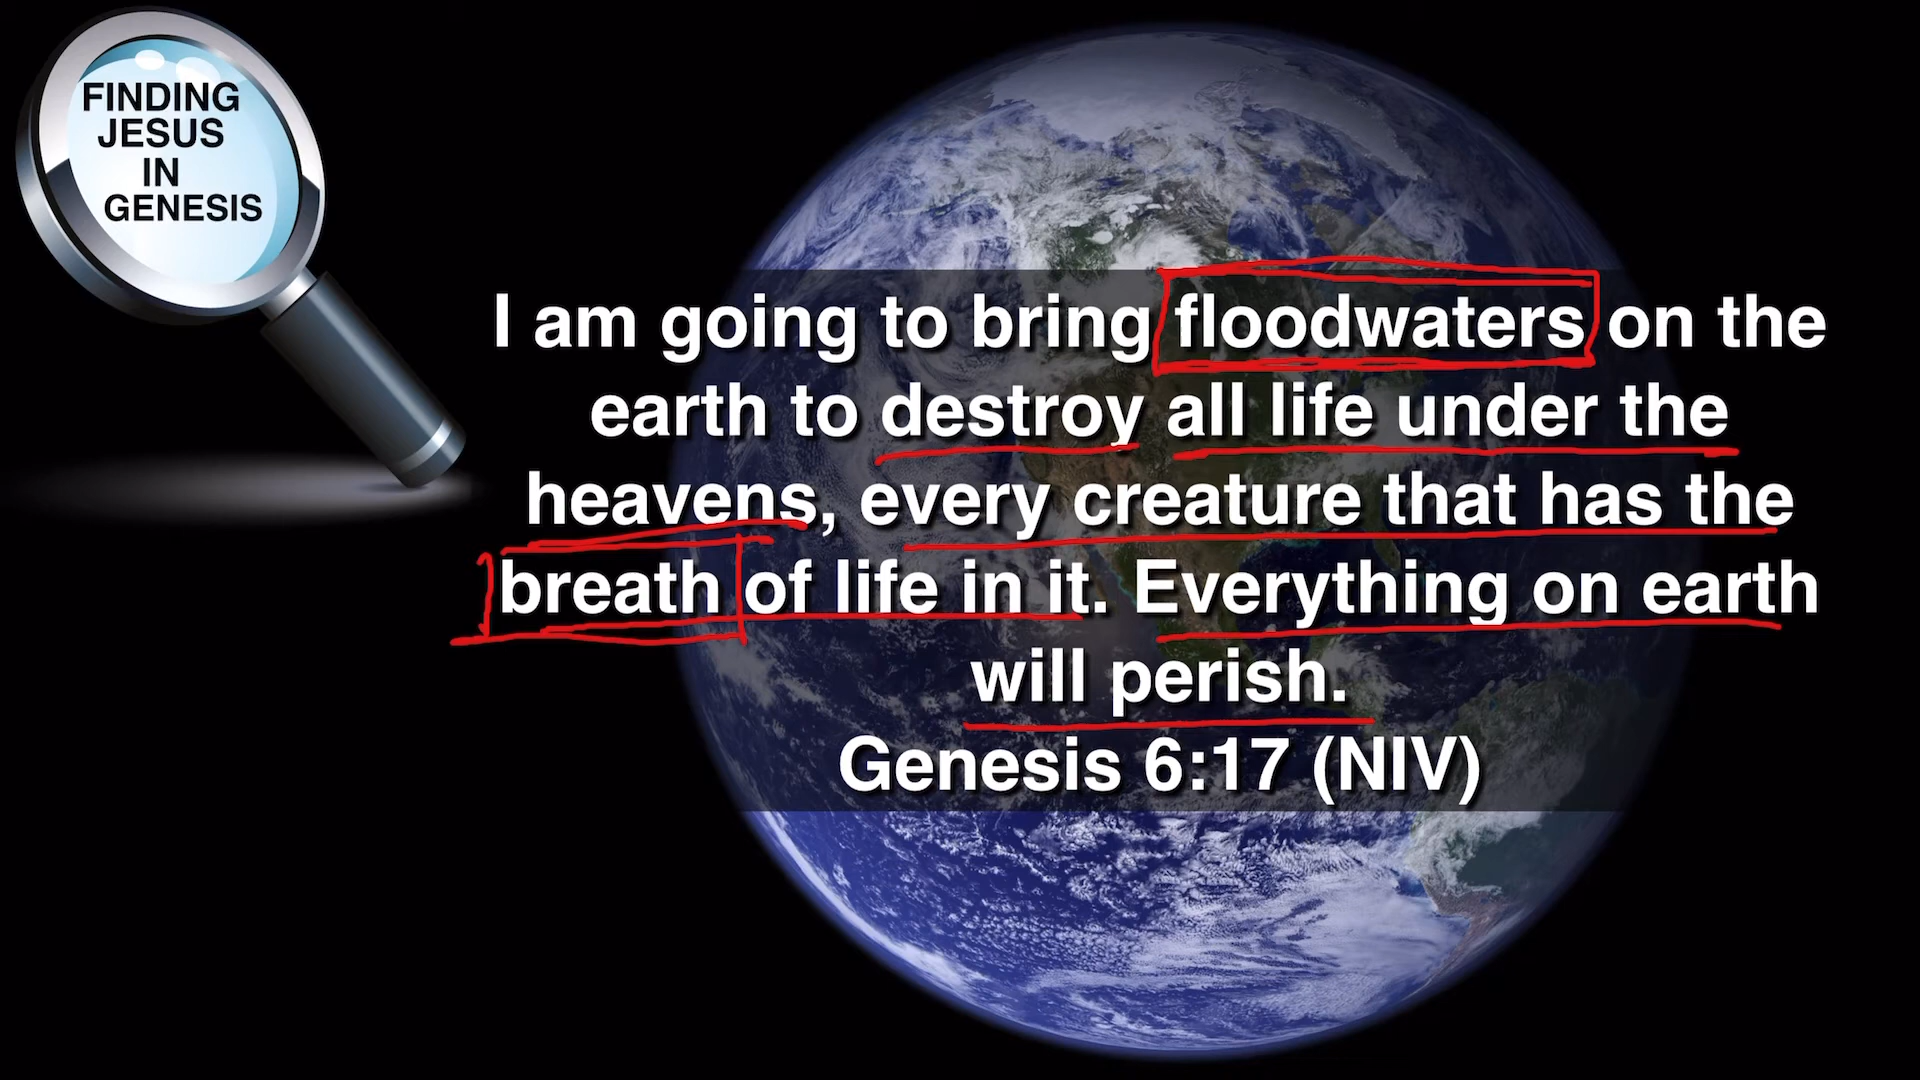 FINDING
JESUS
IN
GENESIS
I am going to bring floodwaters on the
earth to destroy all life under the
heavens, every creature that has the
breath of life in it. Everything on earth
will perish.
Genesis 6:17 (NIV)